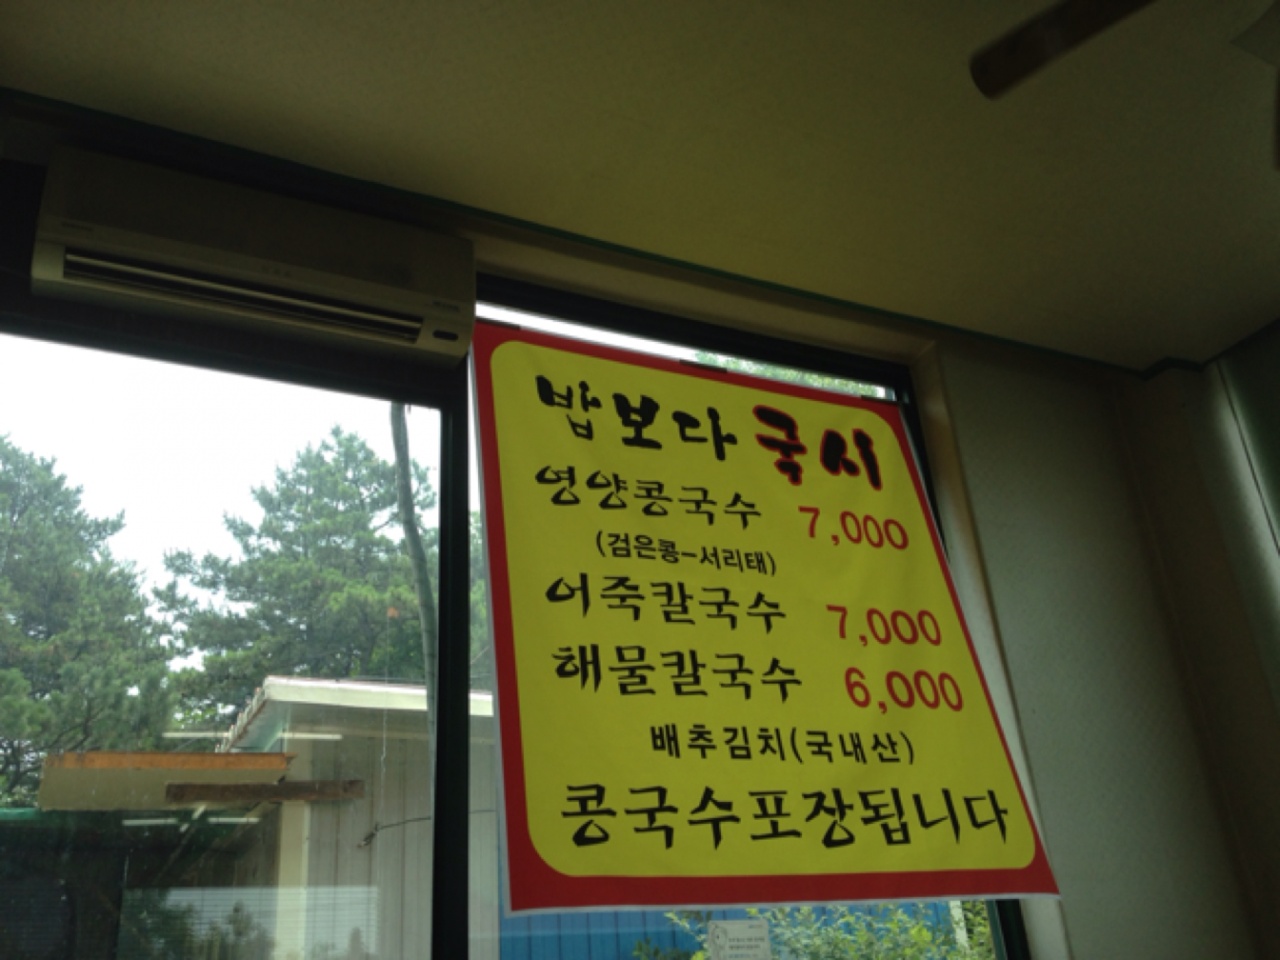 밥보다 국시
영양콩국수 7,000
(검은콩-서리태)
어죽칼국수 7,000
해물칼국수 6,000
배추김치(국내산)
콩국수포장됩니다